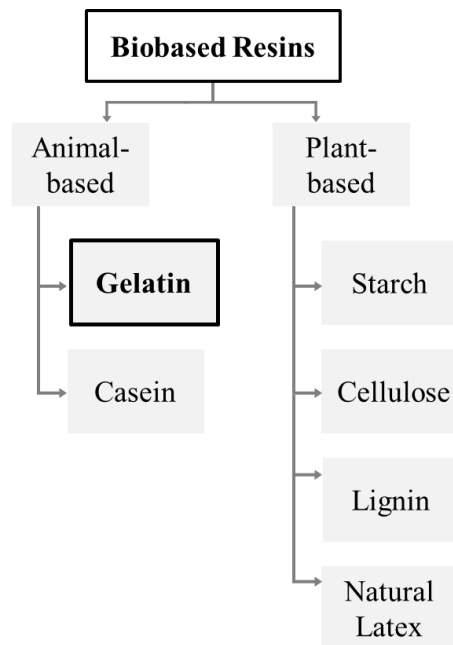 Biobased Resins
Animal-
based
Plant-
based
Gelatin
Casein
Starch
Cellulose
Lignin
Natural
Latex